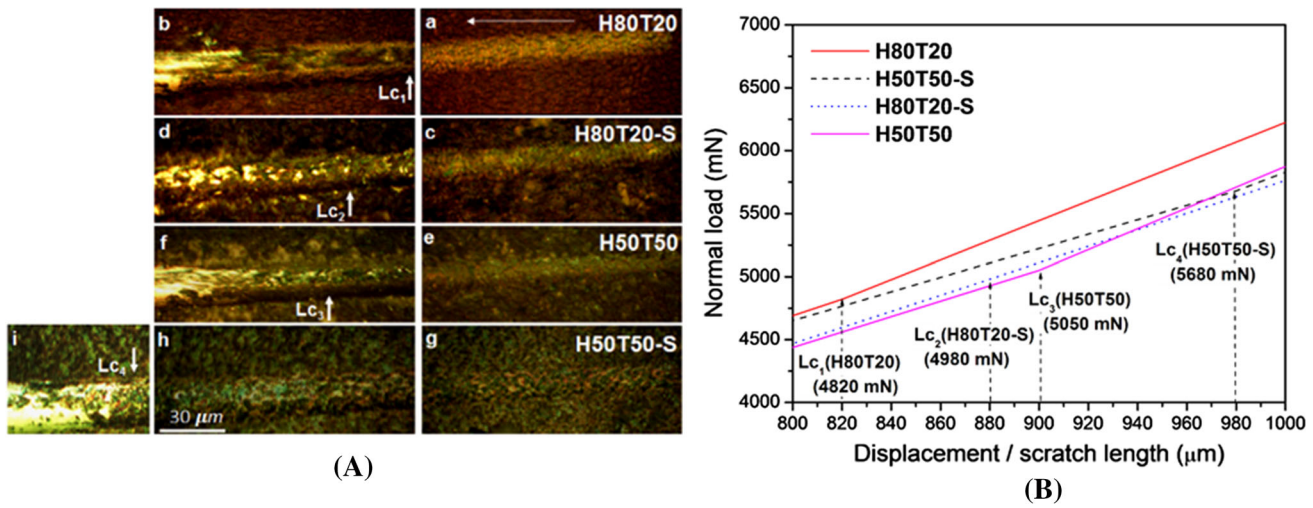 b
a
H80T20
Lc1
d
c
H80T20-S
Lc2
f
e
H50T50
Lc3
i
Lc4
h
g
H50T50-S
30 μm
(A)
7000
6500
6000
5500
5000
4500
4000
Normal load (mN)
H80T20
H50T50-S
H80T20-S
H50T50
Lc4(H50T50-S)
(5680 mN)
Lc3(H50T50)
(5050 mN)
Lc2(H80T20-S)
(4980 mN)
Lc1(H80T20)
(4820 mN)
800 820 840 860 880 900 920 940 960 980 1000
Displacement / scratch length (μm)
(B)